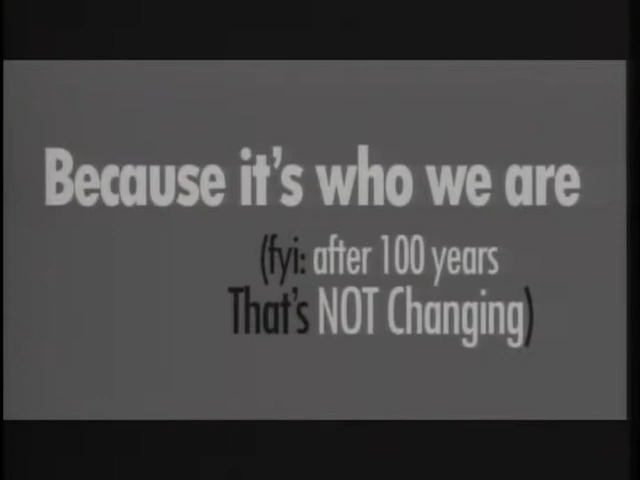 Because it's who we are
(fyi: after 100 years
That's NOT Changing)